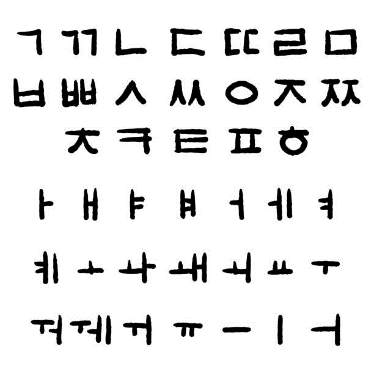 ㄱ ㄲ ㄴ ㄷ ㄸ ㄹ ㅁ
ㅂ ㅃ ㅅ ㅆ ㅇ ㅈ ㅉ
ㅊ ㅋ ㅌ ㅍ ㅎ
ㅏ ㅐ ㅑ ㅒ ㅓ ㅔ ㅕ
ㅖ ㅗ ㅘ ㅙ ㅚ ㅛ ㅜ
ㅝ ㅞ ㅟ ㅠ ㅡ ㅣ ㅢ